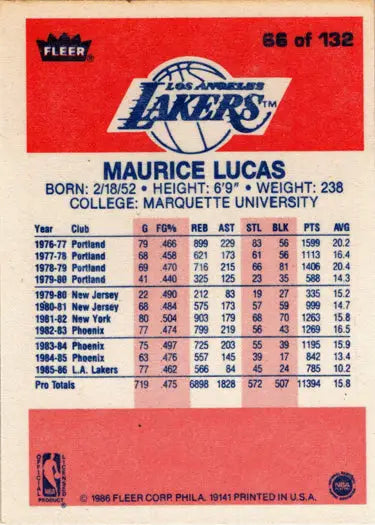 FLEER
66 of 132
LOS ANGELES
LAKERS TM
MAURICE LUCAS
BORN: 2/18/52 • HEIGHT: 6'9" • WEIGHT: 238
COLLEGE: MARQUETTE UNIVERSITY
Year Club G FG% REB AST STL BLK PTS AVG
1976-77 Portland 79 .466 899 229 83 56 1599 20.2
1977-78 Portland 68 .458 621 173 61 56 1113 16.4
1978-79 Portland 69 .470 716 215 66 81 1406 20.4
1979-80 Portland 41 .440 325 125 23 35 588 14.3
1979-80 New Jersey 22 .490 212 83 19 27 335 15.2
1980-81 New Jersey 68 .484 575 173 57 59 999 14.7
1981-82 New York 80 .504 903 179 68 70 1263 15.8
1982-83 Phoenix 77 .474 799 219 56 43 1269 16.5
1983-84 Phoenix 75 .497 725 203 55 39 1195 15.9
1984-85 Phoenix 63 .476 557 145 39 17 842 13.4
1985-86 L.A. Lakers 77 .462 566 84 45 24 785 10.2
Pro Totals 719 .475 6898 1828 572 507 11394 15.8
OFFICIAL LICENSED
NBA
PRODUCT
© 1986 FLEER CORP. PHILA. 19141 PRINTED IN U.S.A.